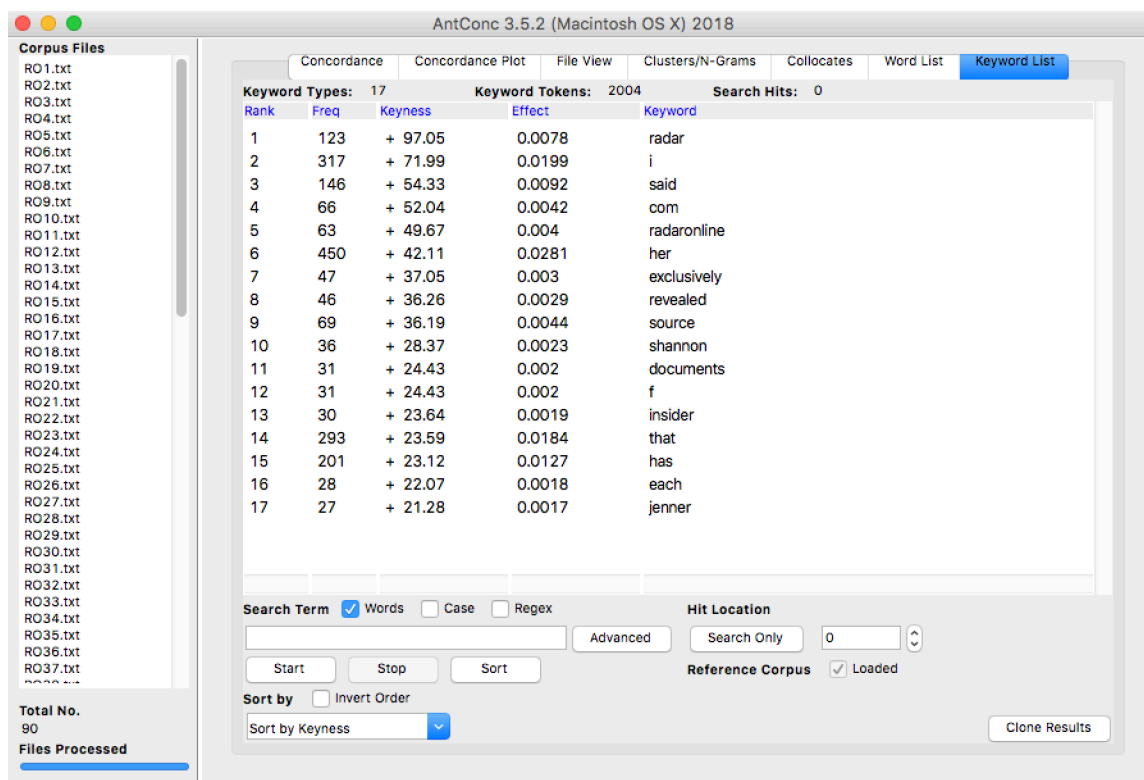 AntConc 3.5.2 (Macintosh OS X) 2018
Corpus Files
RO1.txt
RO2.txt
RO3.txt
RO4.txt
RO5.txt
RO6.txt
RO7.txt
RO8.txt
RO9.txt
RO10.txt
RO11.txt
RO12.txt
RO13.txt
RO14.txt
RO15.txt
RO16.txt
RO17.txt
RO18.txt
RO19.txt
RO20.txt
RO21.txt
RO22.txt
RO23.txt
RO24.txt
RO25.txt
RO26.txt
RO27.txt
RO28.txt
RO29.txt
RO30.txt
RO31.txt
RO32.txt
RO33.txt
RO34.txt
RO35.txt
RO36.txt
RO37.txt
Total No.
90
Files Processed
Concordance Concordance Plot File View Clusters/N-Grams Collocates Word List Keyword List
Keyword Types: 17 Keyword Tokens: 2004 Search Hits: 0
Rank Freq Keyness Effect Keyword
1 123 + 97.05 0.0078 radar
2 317 + 71.99 0.0199 i
3 146 + 54.33 0.0092 said
4 66 + 52.04 0.0042 com
5 63 + 49.67 0.004 radaronline
6 450 + 42.11 0.0281 her
7 47 + 37.05 0.003 exclusively
8 46 + 36.26 0.0029 revealed
9 69 + 36.19 0.0044 source
10 36 + 28.37 0.0023 shannon
11 31 + 24.43 0.002 documents
12 31 + 24.43 0.002 f
13 30 + 23.64 0.0019 insider
14 293 + 23.59 0.0184 that
15 201 + 23.12 0.0127 has
16 28 + 22.07 0.0018 each
17 27 + 21.28 0.0017 jenner
Search Term Words Case Regex Hit Location
Advanced Search Only 0
Start Stop Sort Reference Corpus Loaded
Sort by Invert Order
Sort by Keyness Clone Results